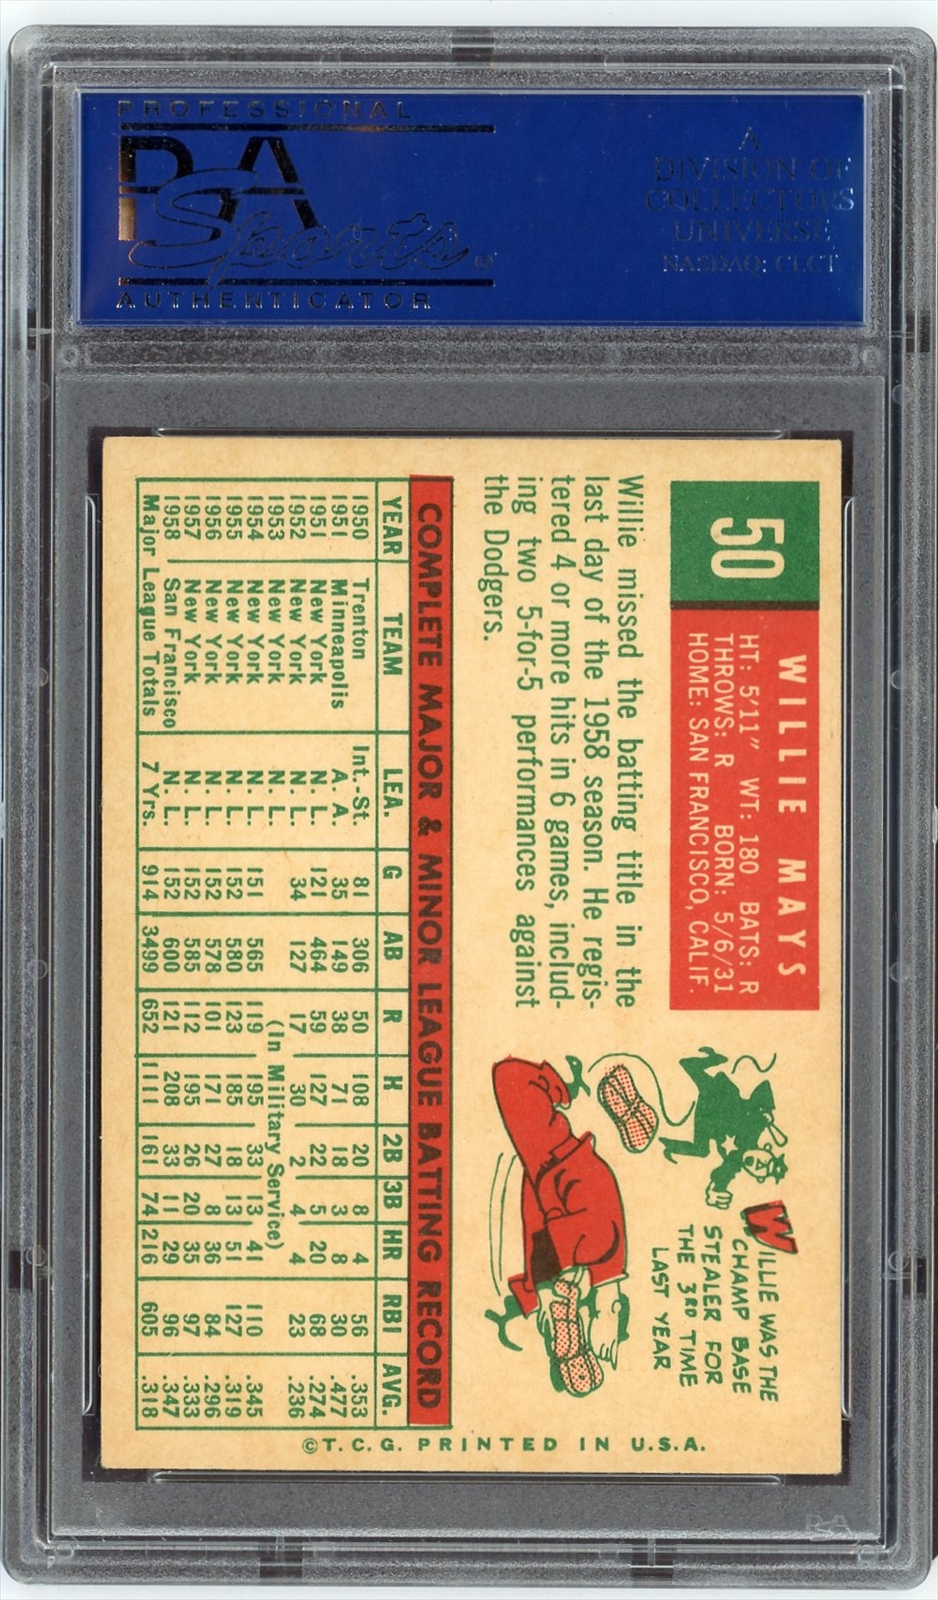 PROFESSIONAL
PSA
Sports
AUTHENTICATOR
A
DIVISION OF
COLLECTORS
UNIVERSE
NASDAQ: CLCT
50
WILLIE MAYS
HT: 5'11" WT: 180 BATS: R
THROWS: R BORN: 5/6/31
HOME: SAN FRANCISCO, CALIF.
WILLIE WAS THE
CHAMP BASE
STEALER FOR
THE 3RD TIME
LAST YEAR
Willie missed the batting title in the
last day of the 1958 season. He regis-
tered 4 or more hits in 6 games, includ-
ing two 5-for-5 performances against
the Dodgers.
COMPLETE MAJOR & MINOR LEAGUE BATTING RECORD
YEAR TEAM LEA. G AB R H 2B 3B HR RBI AVG.
1950 Trenton Int.-St. 81 306 50 108 20 8 4 56 .353
1951 Minneapolis A. A. 35 149 38 71 18 3 8 30 .477
1951 New York N. L. 121 464 59 127 22 5 20 68 .274
1952 New York N. L. 34 127 17 30 2 4 4 23 .236
1953 New York N. L. (In Military Service)
1954 New York N. L. 151 565 119 195 33 13 41 110 .345
1955 New York N. L. 152 580 123 185 18 13 51 127 .319
1956 New York N. L. 152 578 101 171 27 8 36 84 .296
1957 New York N. L. 152 585 112 195 26 20 35 97 .333
1958 San Francisco N. L. 152 600 121 208 33 11 29 96 .347
Major League Totals 7 Yrs. 914 3499 652 1111 161 74 216 605 .318
©T.C.G. PRINTED IN U.S.A.
PSA